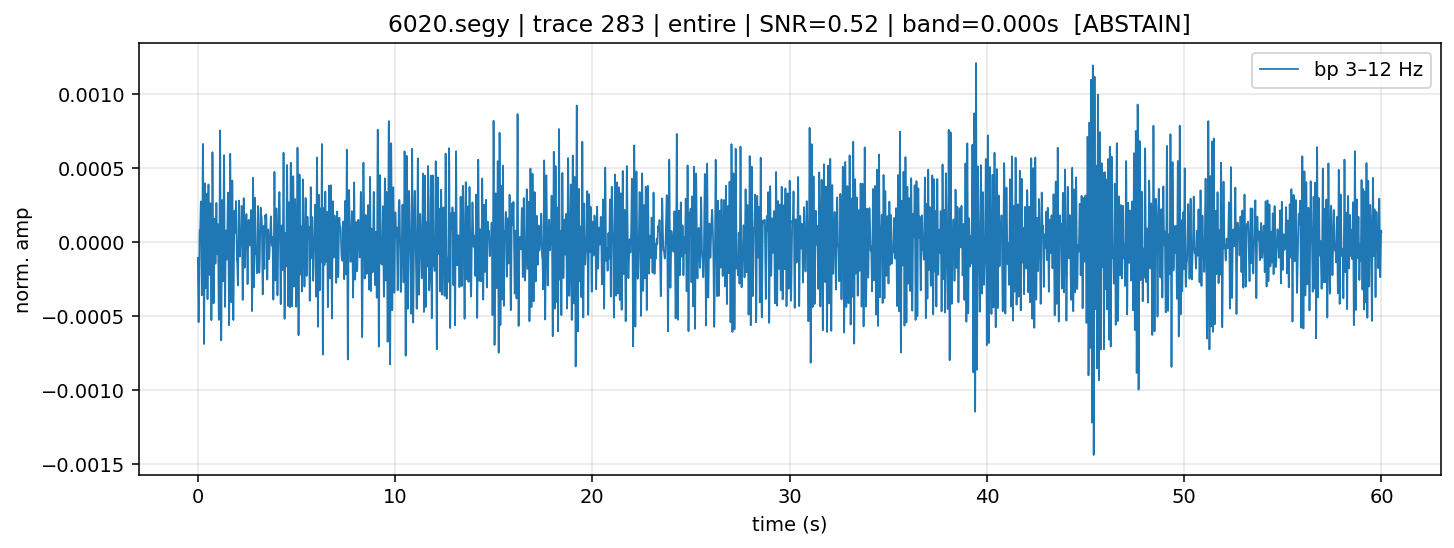 6020.segy | trace 283 | entire | SNR=0.52 | band=0.000s  [ABSTAIN]
bp 3–12 Hz
norm. amp
0.0010
0.0005
0.0000
−0.0005
−0.0010
−0.0015
0 10 20 30 40 50 60
time (s)